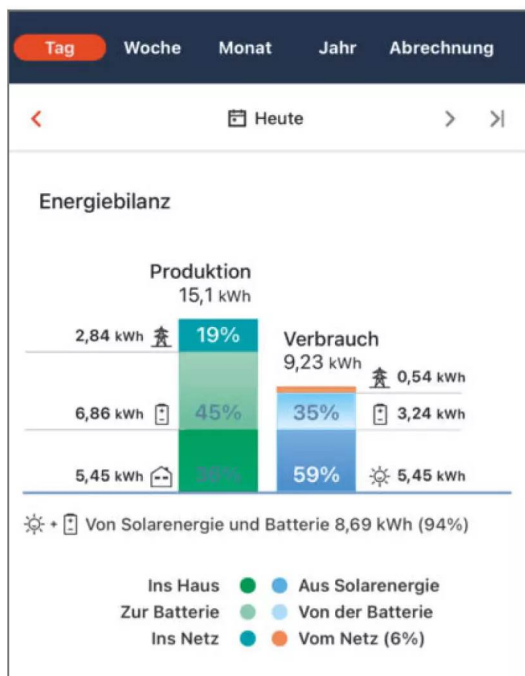 Tag Woche Monat Jahr Abrechnung
Heute
Energiebilanz
Produktion
15,1 kWh
2,84 kWh 19%
Verbrauch
9,23 kWh
0,54 kWh
6,86 kWh 45% 35% 3,24 kWh
5,45 kWh 36% 59% 5,45 kWh
+ Von Solarenergie und Batterie 8,69 kWh (94%)
Ins Haus Aus Solarenergie
Zur Batterie Von der Batterie
Ins Netz Vom Netz (6%)